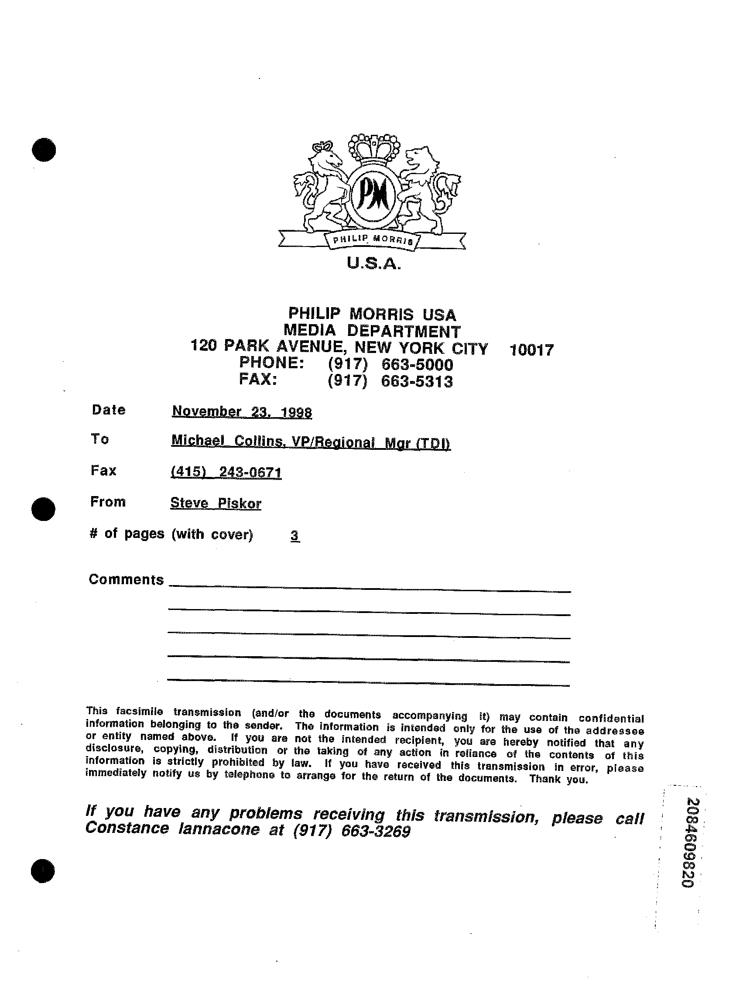 PM
PHILIP MORRIS
U.S.A.
PHILIP MORRIS USA
MEDIA DEPARTMENT
120 PARK AVENUE, NEW YORK CITY 10017
PHONE: (917) 663-5000
FAX: (917) 663-5313
Date November 23, 1998
To Michael Collins, VP/Regional Mgr (TDI)
Fax (415) 243-0671
From Steve Piskor
# of pages (with cover) 3
Comments
This facsimile transmission (and/or the documents accompanying it) may contain confidential
information belonging to the sender. The information is intended only for the use of the addressee
or entity named above. If you are not the intended recipient, you are hereby notified that any
disclosure, copying, distribution or the taking of any action in reliance of the contents of this
information is strictly prohibited by law. If you have received this transmission in error, please
immediately notify us by telephone to arrange for the return of the documents. Thank you.
If you have any problems receiving this transmission, please call
Constance Iannacone at (917) 663-3269
2084609820